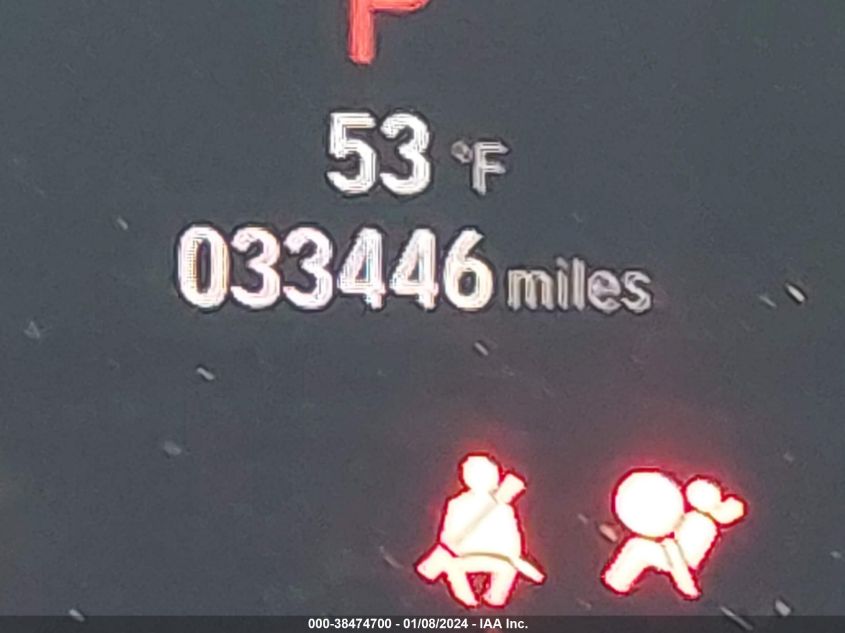 P
53 °F
033446 miles
000-38474700 - 01/08/2024 - IAA Inc.